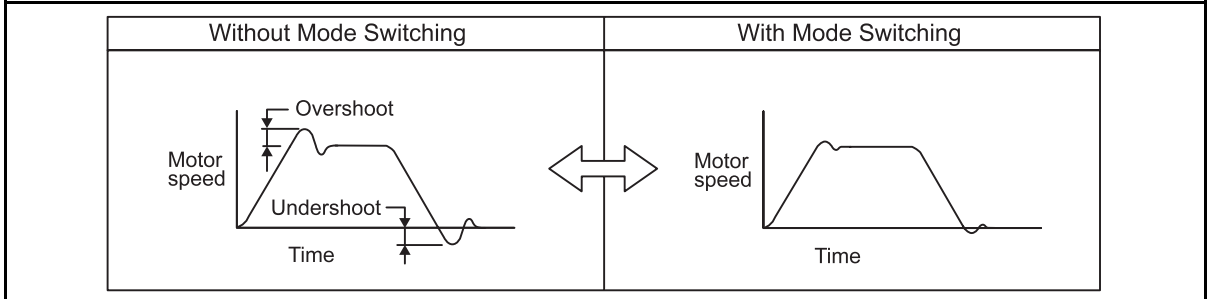 Without Mode Switching
With Mode Switching
Overshoot
Motor
speed
Undershoot
Time
Motor
speed
Time